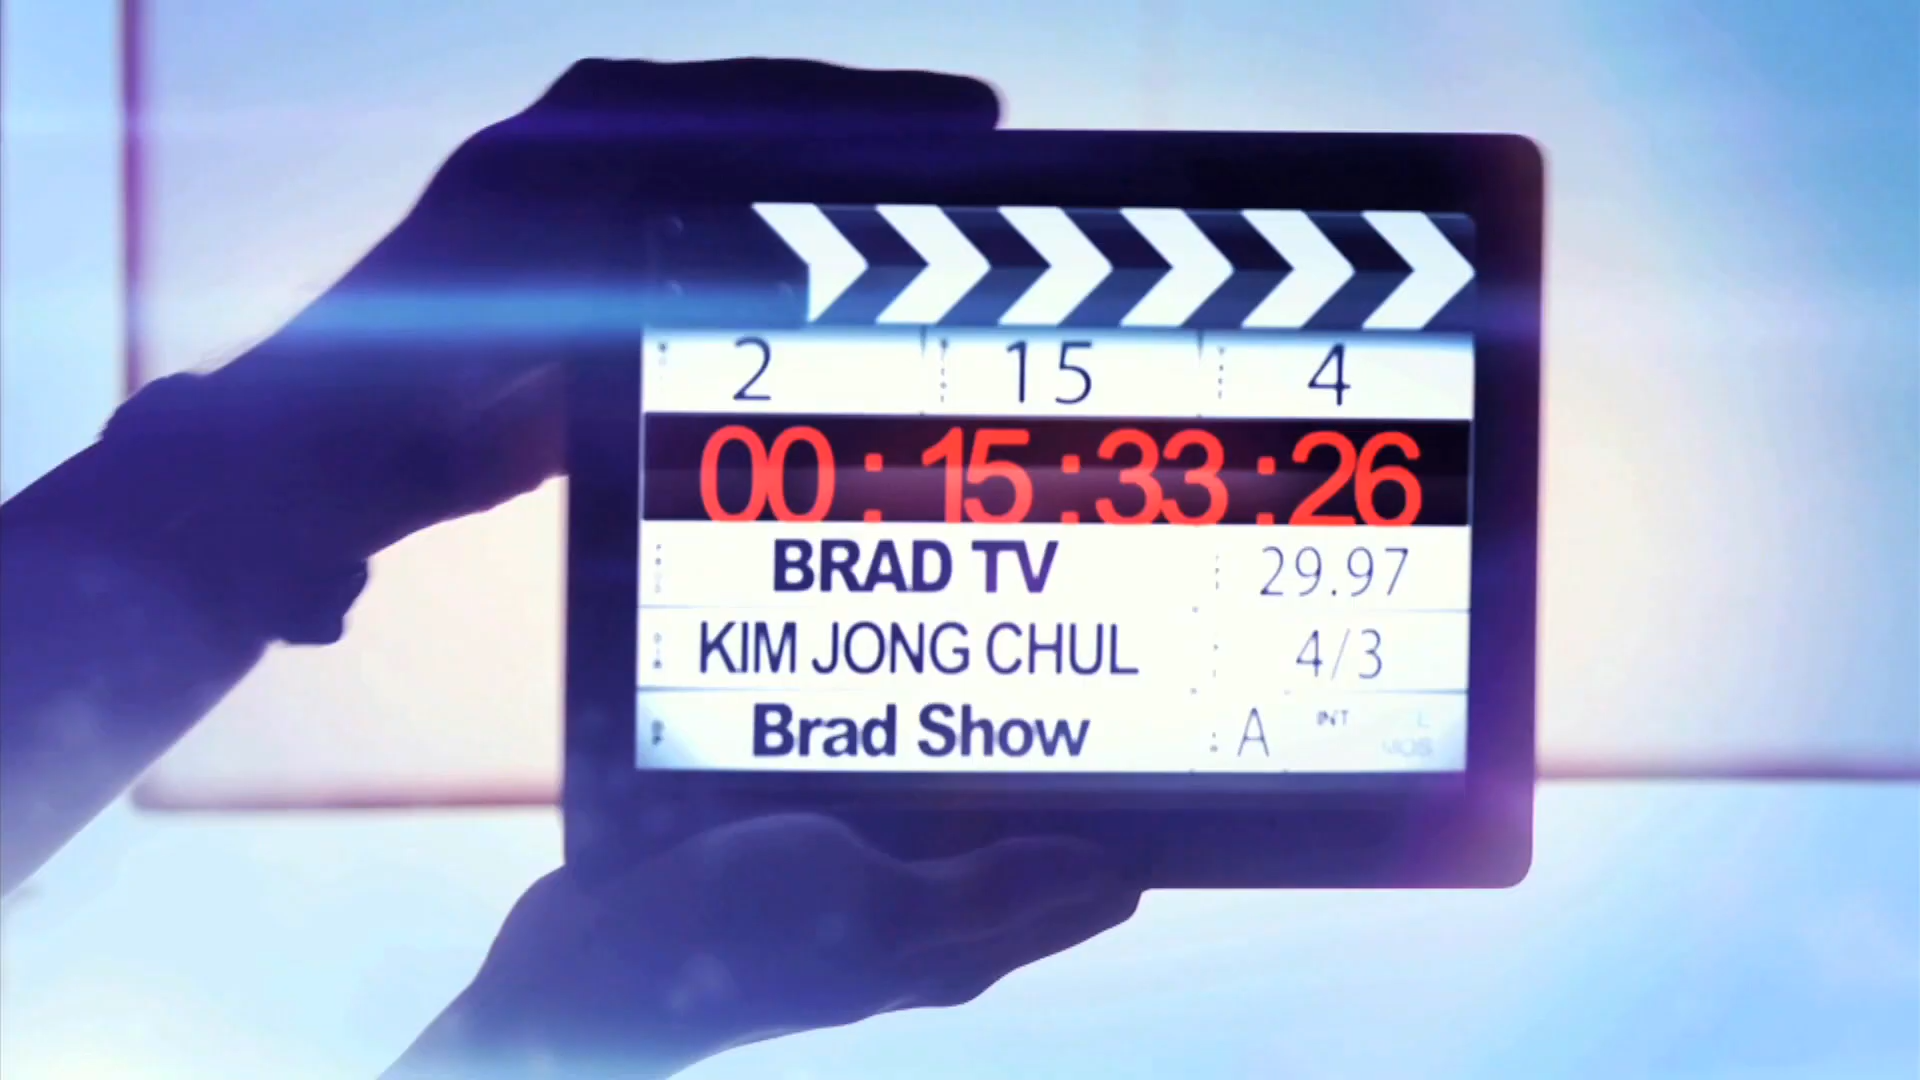 2 15 4
00:15:33:26
BRAD TV 29.97
KIM JONG CHUL 4/3
Brad Show A INT
MOS